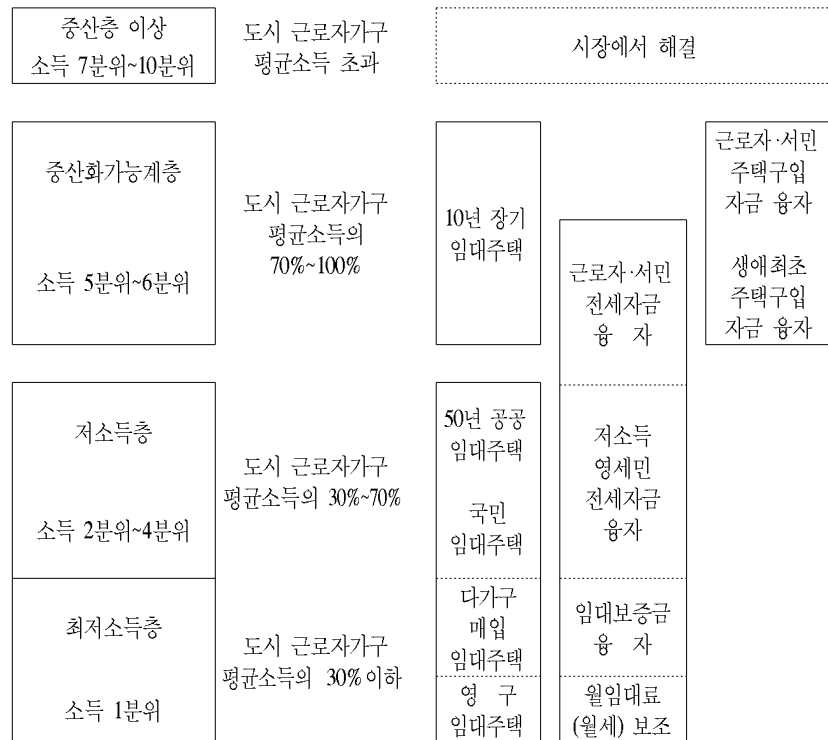 중산층 이상
소득 7분위~10분위
도시 근로자가구
평균소득 초과
시장에서 해결
중산화가능계층
소득 5분위~6분위
도시 근로자가구
평균소득의
70%~100%
10년 장기
임대주택
근로자·서민
전세자금
융 자
근로자·서민
주택구입
자금 융자
생애최초
주택구입
자금 융자
저소득층
소득 2분위~4분위
도시 근로자가구
평균소득의 30%~70%
50년 공공
임대주택
국민
임대주택
저소득
영세민
전세자금
융자
최저소득층
소득 1분위
도시 근로자가구
평균소득의 30%이하
다가구
매입
임대주택
영 구
임대주택
임대보증금
융 자
월임대료
(월세) 보조